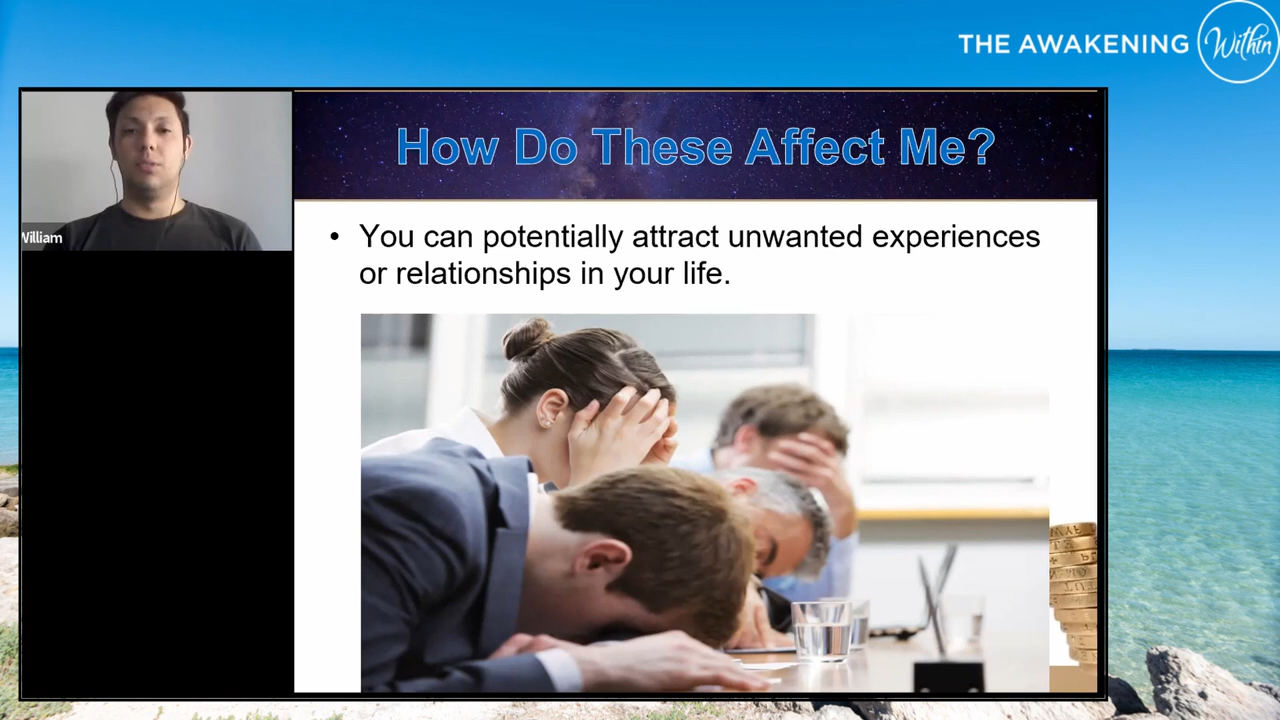 THE AWAKENING Within
William
How Do These Affect Me?
• You can potentially attract unwanted experiences
or relationships in your life.